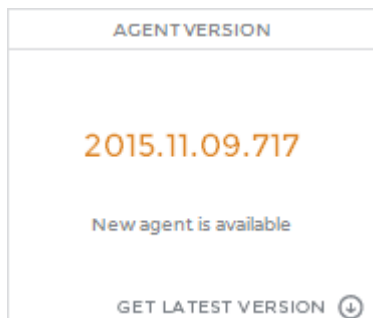 AGENT VERSION
2015.11.09.717
New agent is available
GET LATEST VERSION